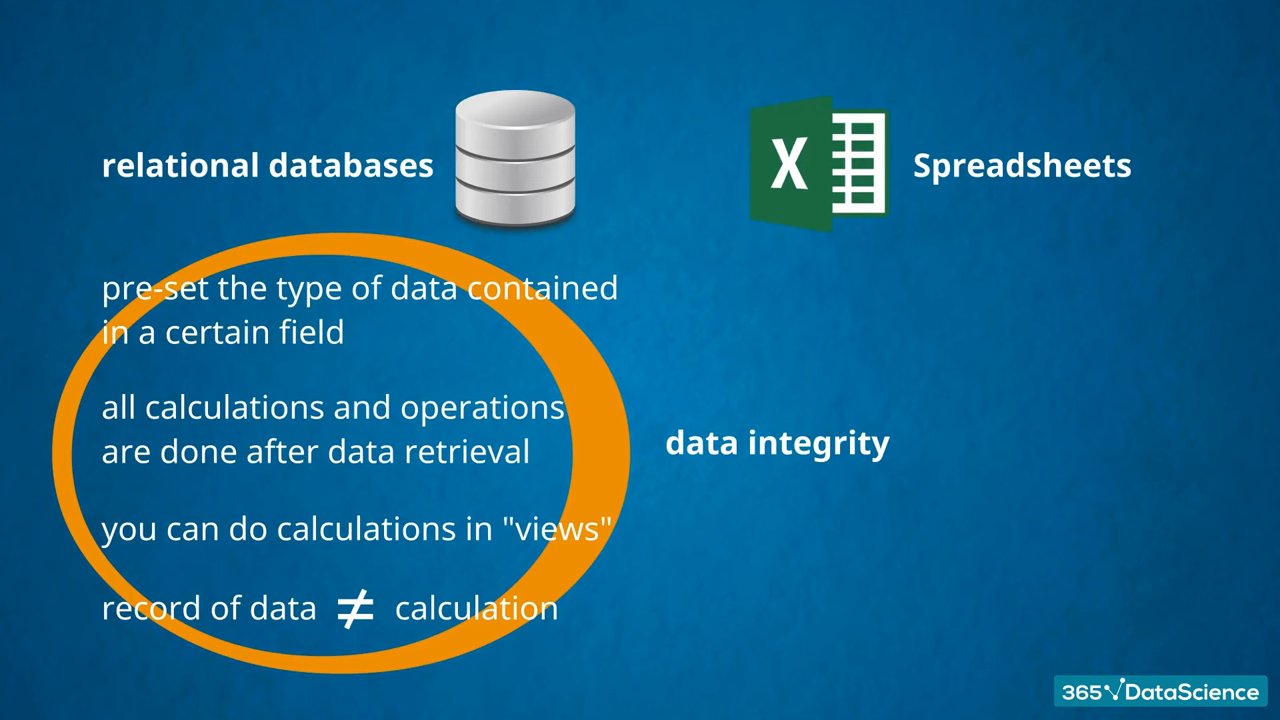 relational databases
X
Spreadsheets
pre-set the type of data contained
in a certain field
all calculations and operations
are done after data retrieval
you can do calculations in "views"
record of data ≠ calculation
data integrity
365 DataScience